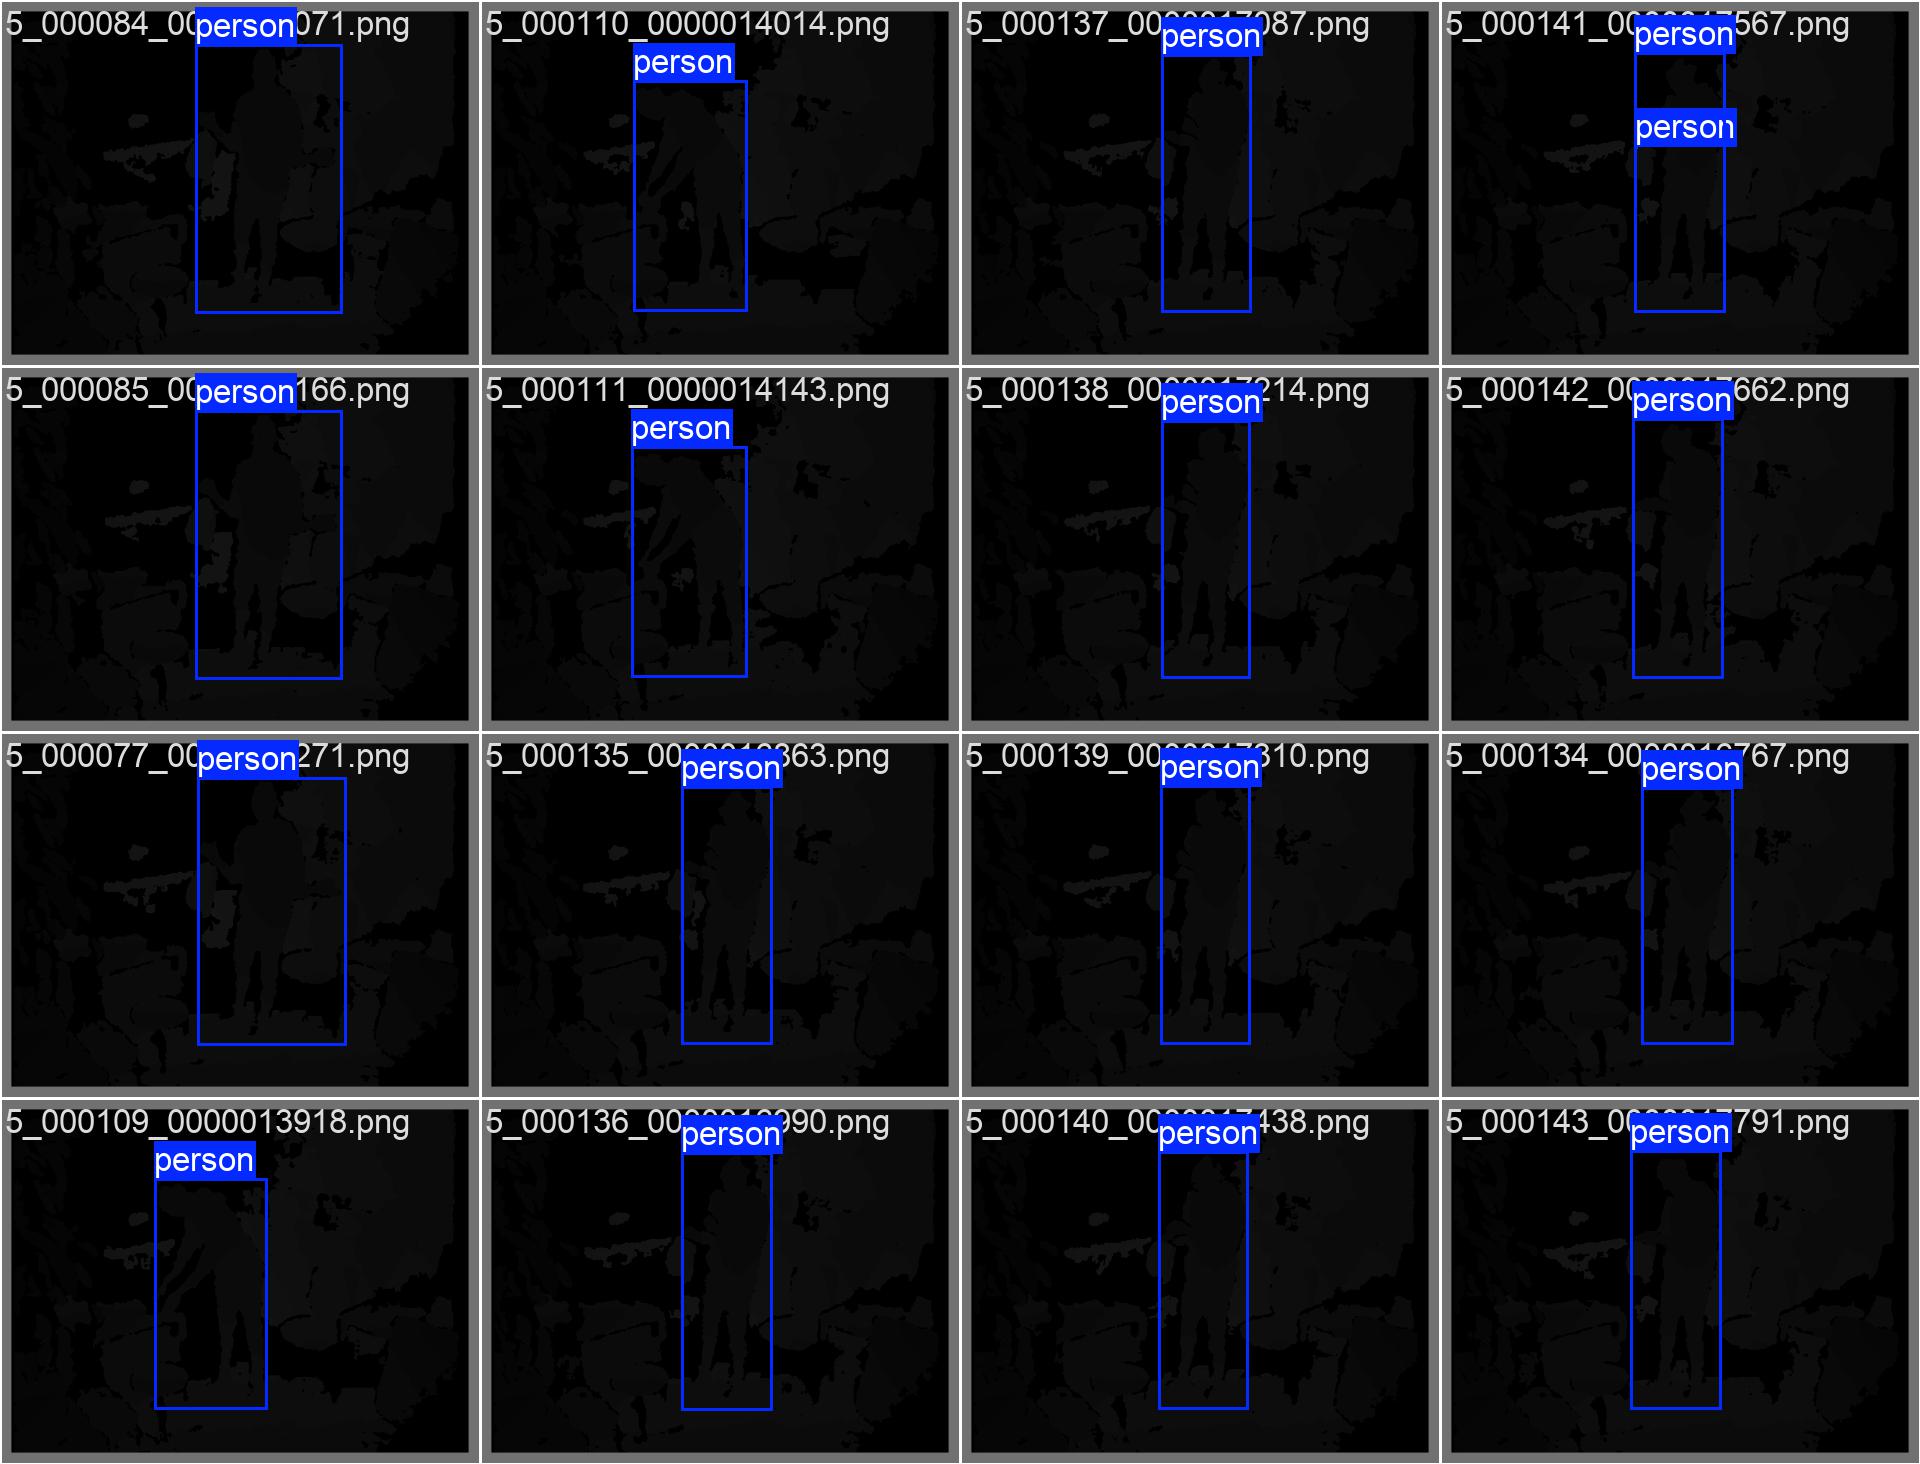 5_000084_00 071.png
person
5_000110_0000014014.png
person
5_000137_00 087.png
person
5_000141_00 567.png
person
person
5_000085_00 166.png
person
5_000111_0000014143.png
person
5_000138_00 214.png
person
5_000142_00 662.png
person
5_000077_00 271.png
person
5_000135_00 363.png
person
5_000139_00 310.png
person
5_000134_00 767.png
person
5_000109_0000013918.png
person
5_000136_00 990.png
person
5_000140_00 438.png
person
5_000143_00 791.png
person